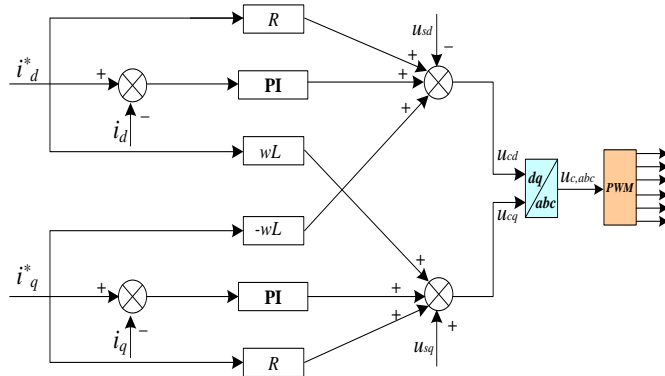 R
u_sd
+
−
i*_d
+
+
+
PI
i_d
−
wL
u_cd
dq
abc
u_c,abc
PWM
u_cq
-wL
i*_q
+
PI
+
+
+
i_q
−
u_sq
+
R